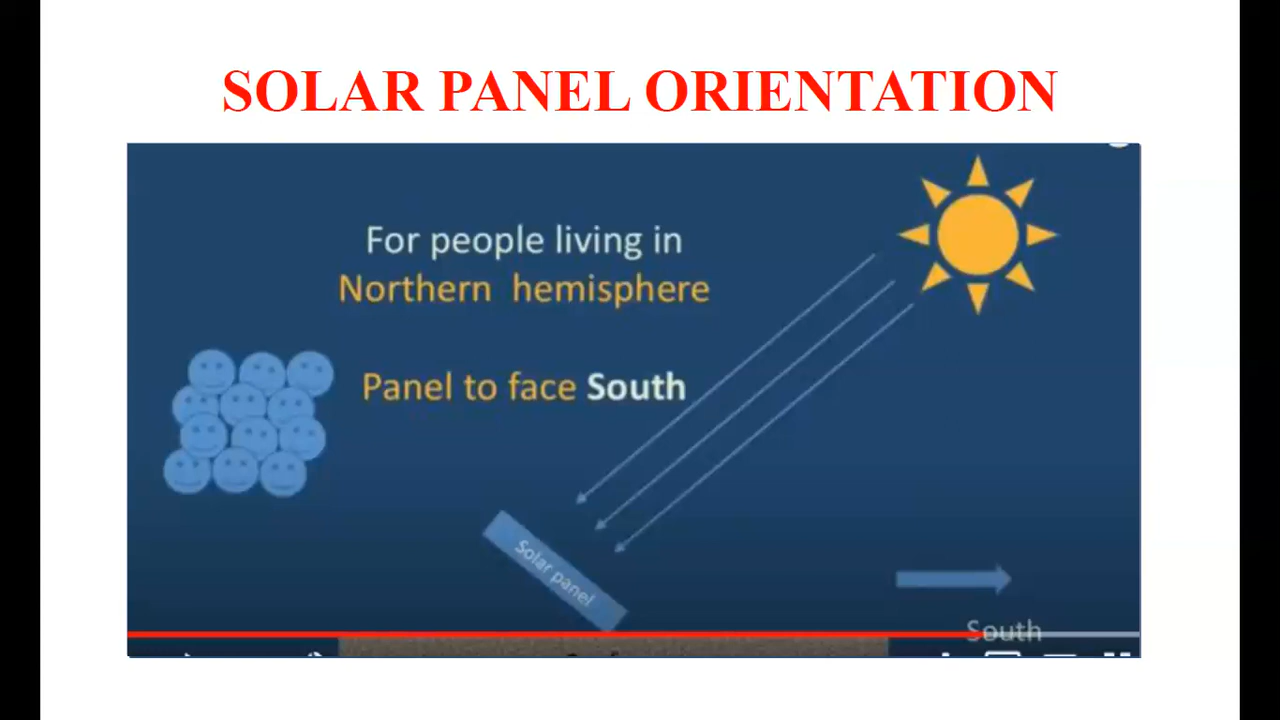 SOLAR PANEL ORIENTATION
For people living in
Northern hemisphere
Panel to face South
Solar panel
South